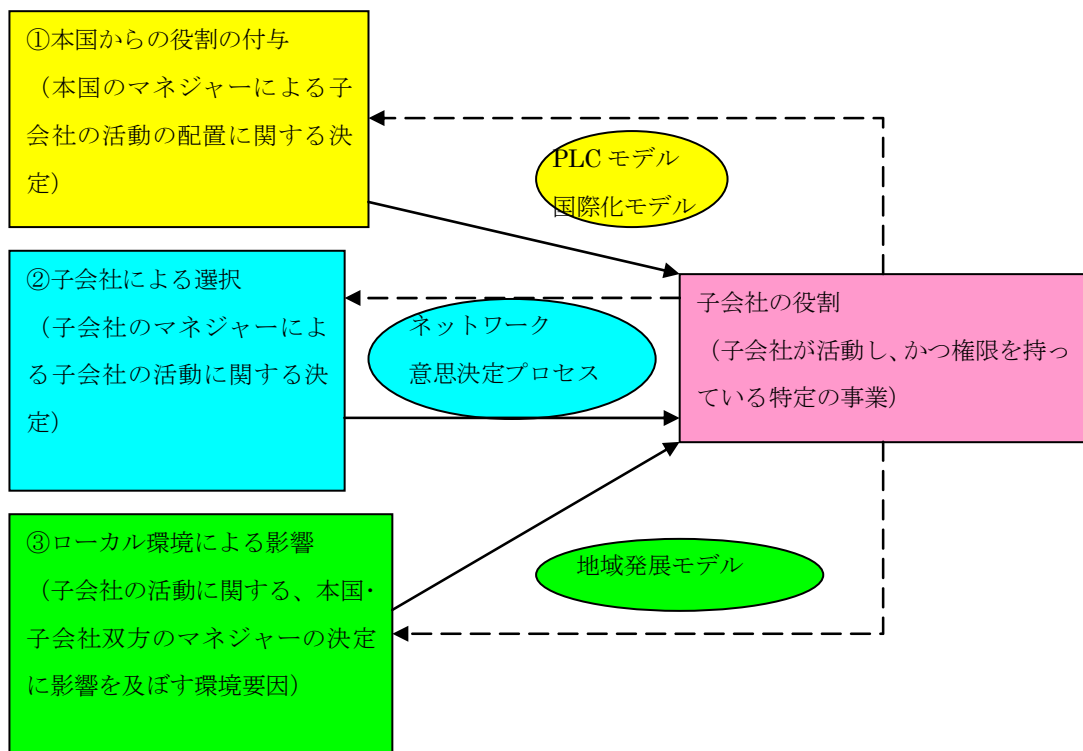 ①本国からの役割の付与
（本国のマネジャーによる子
会社の活動の配置に関する決
定）
PLC モデル
国際化モデル
②子会社による選択
（子会社のマネジャーによ
る子会社の活動に関する決
定）
ネットワーク
意思決定プロセス
子会社の役割
（子会社が活動し、かつ権限を持っ
ている特定の事業）
③ローカル環境による影響
（子会社の活動に関する、本国・
子会社双方のマネジャーの決定
に影響を及ぼす環境要因）
地域発展モデル